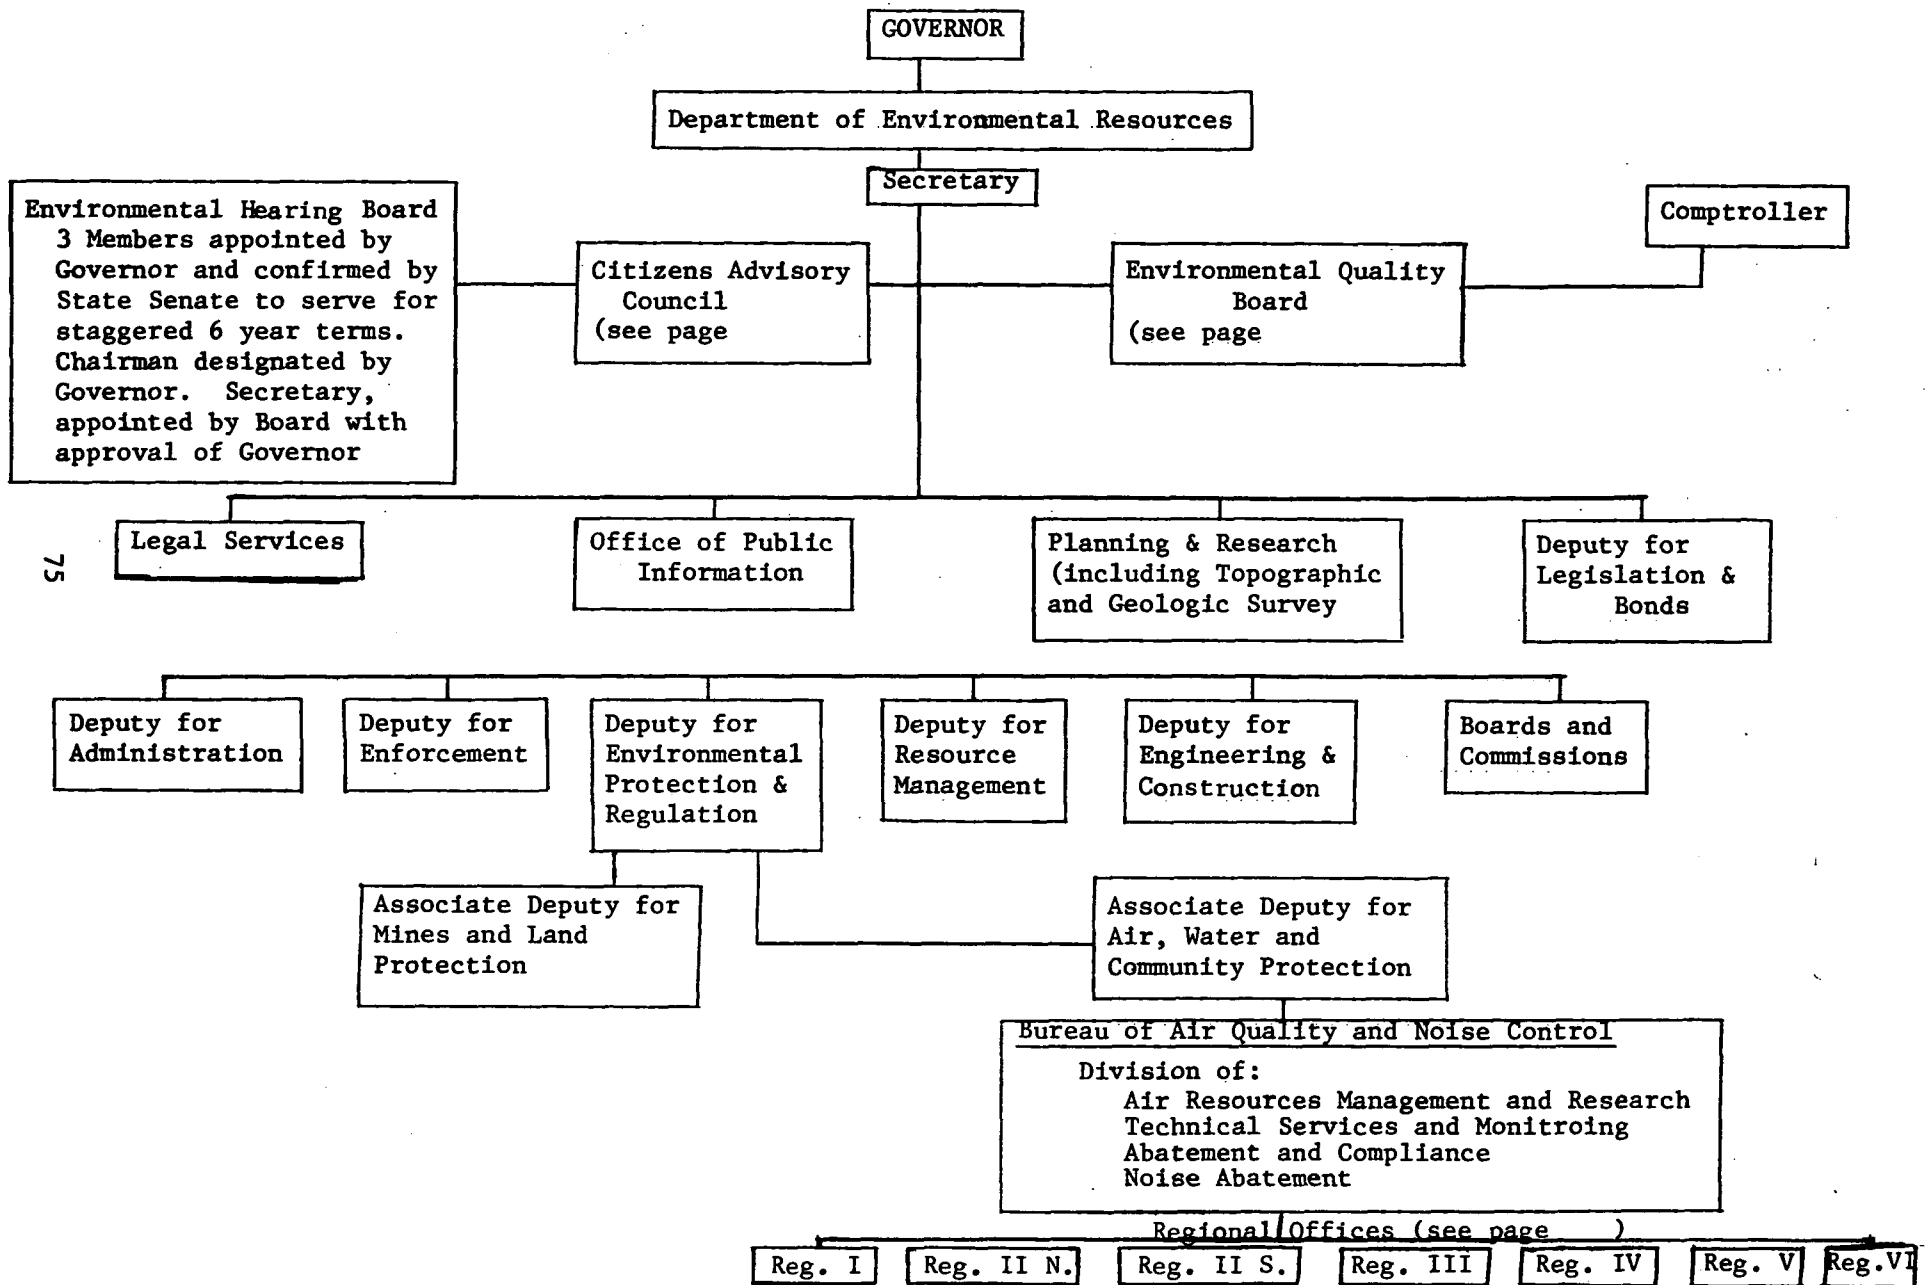 GOVERNOR
Department of Environmental Resources
Secretary
Environmental Hearing Board
3 Members appointed by
Governor and confirmed by
State Senate to serve for
staggered 6 year terms.
Chairman designated by
Governor. Secretary,
appointed by Board with
approval of Governor
Citizens Advisory
Council
(see page
Environmental Quality
Board
(see page
Comptroller
75
Legal Services
Office of Public
Information
Planning & Research
(including Topographic
and Geologic Survey
Deputy for
Legislation &
Bonds
Deputy for
Administration
Deputy for
Enforcement
Deputy for
Environmental
Protection &
Regulation
Deputy for
Resource
Management
Deputy for
Engineering &
Construction
Boards and
Commissions
Associate Deputy for
Mines and Land
Protection
Associate Deputy for
Air, Water and
Community Protection
Bureau of Air Quality and Noise Control
Division of:
Air Resources Management and Research
Technical Services and Monitroing
Abatement and Compliance
Noise Abatement
Regional Offices (see page    )
Reg. I
Reg. II N.
Reg. II S.
Reg. III
Reg. IV
Reg. V
Reg.VI